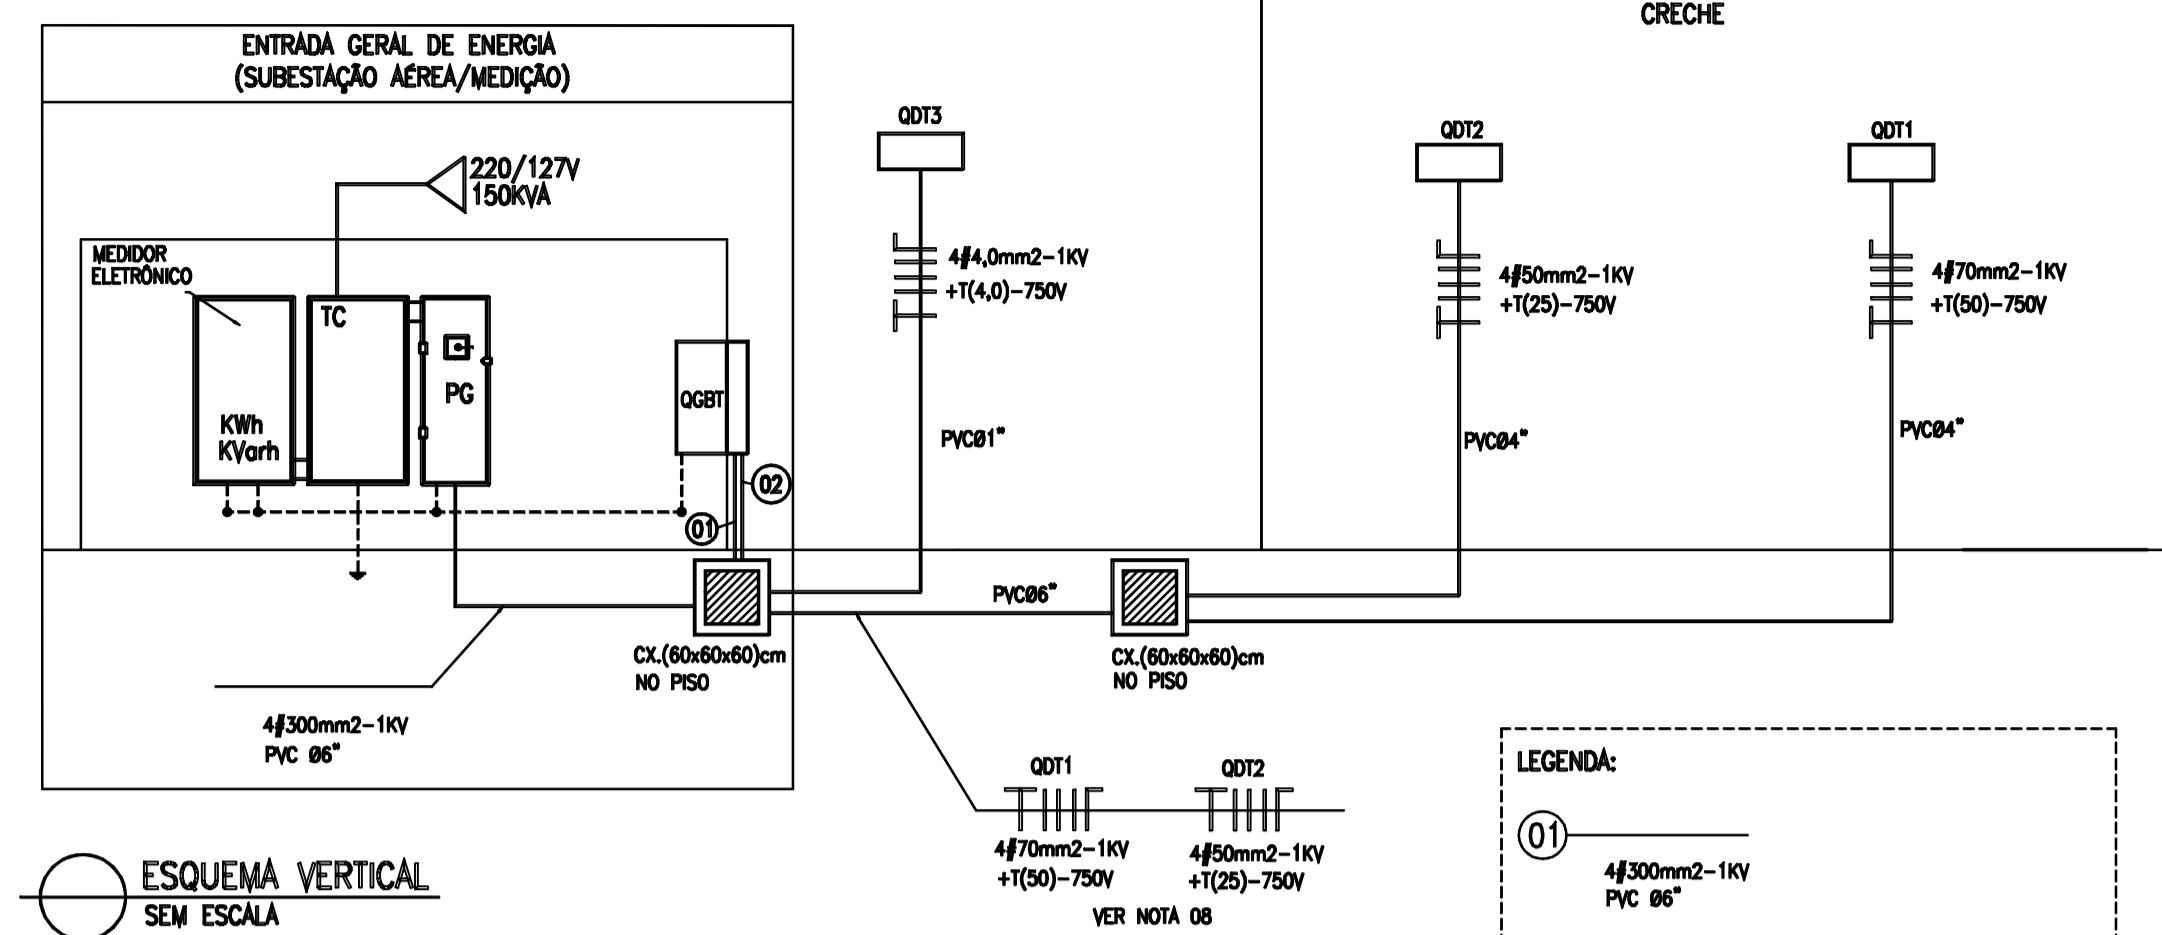 CRECHE
ENTRADA GERAL DE ENERGIA
(SUBESTAÇÃO AÉREA/MEDIÇÃO)
220/127V
150KVA
MEDIDOR
ELETRÔNICO
TC
PG
KWh
KVarh
QGBT
02
01
QDT3
4#4,0mm2-1KV
+T(4,0)-750V
PVCØ1"
QDT2
4#50mm2-1KV
+T(25)-750V
PVCØ4"
QDT1
4#70mm2-1KV
+T(50)-750V
PVCØ4"
PVCØ6"
CX.(60x60x60)cm
NO PISO
CX.(60x60x60)cm
NO PISO
4#300mm2-1KV
PVC Ø6"
QDT1
4#70mm2-1KV
+T(50)-750V
QDT2
4#50mm2-1KV
+T(25)-750V
VER NOTA 08
LEGENDA:
01
4#300mm2-1KV
PVC Ø6"
ESQUEMA VERTICAL
SEM ESCALA